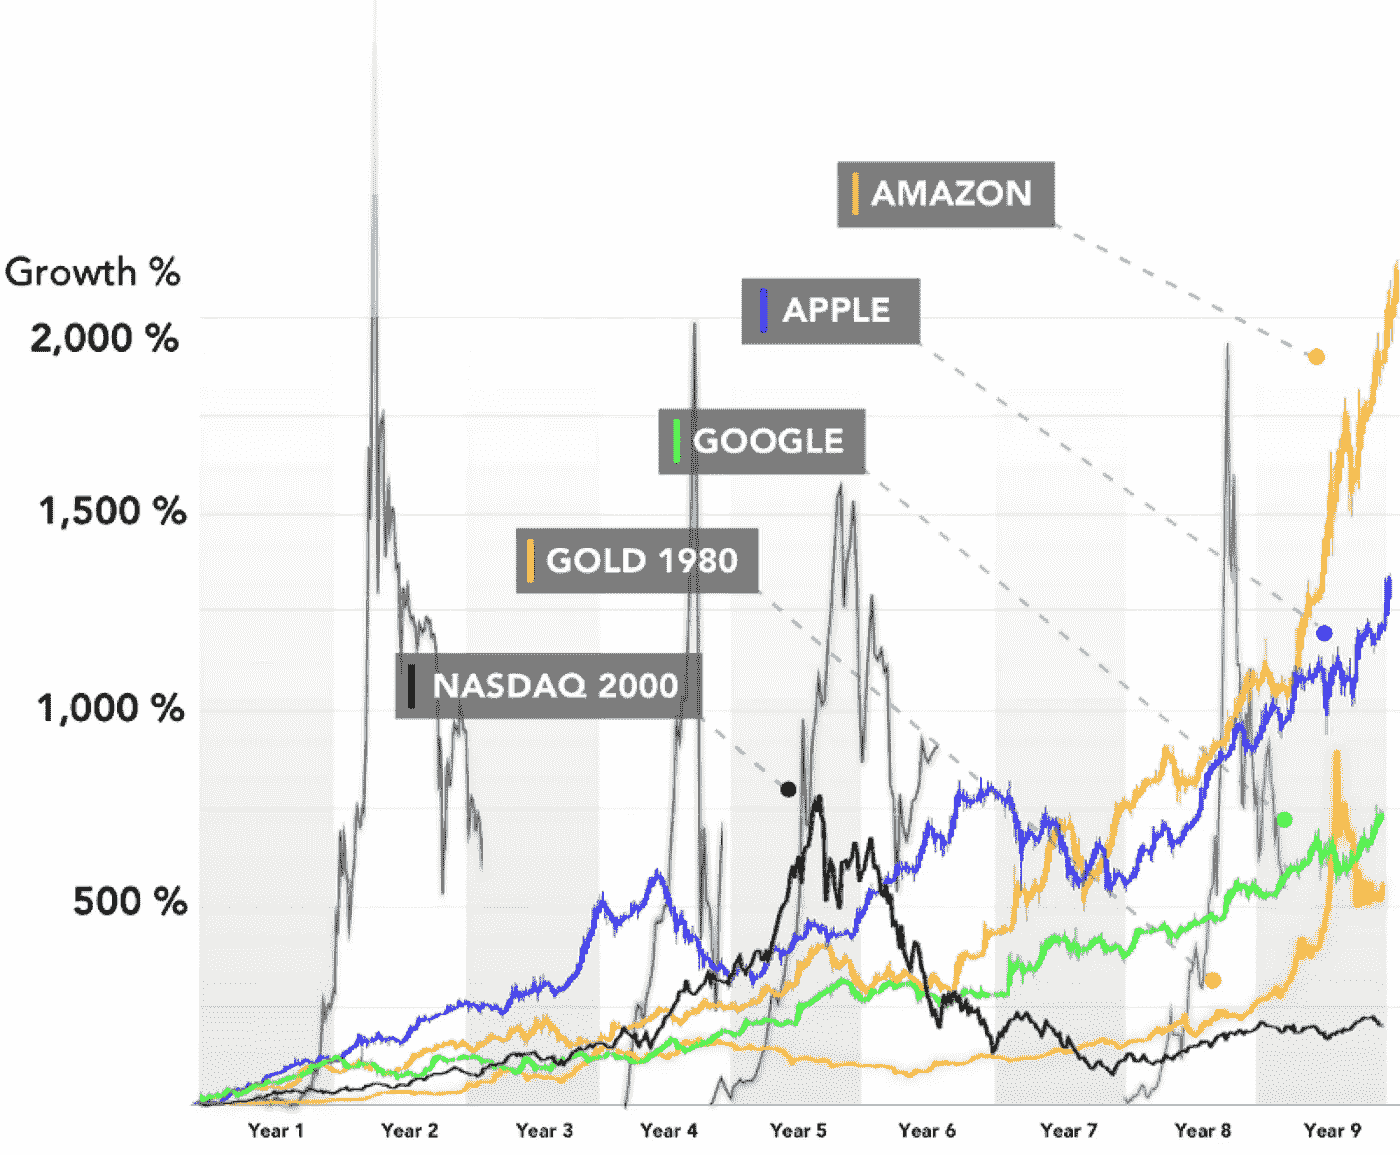 AMAZON
APPLE
Growth %
2,000 %
GOOGLE
1,500 %
GOLD 1980
NASDAQ 2000
1,000 %
500 %
Year 1
Year 2
Year 3
Year 4
Year 5
Year 6
Year 7
Year 8
Year 9